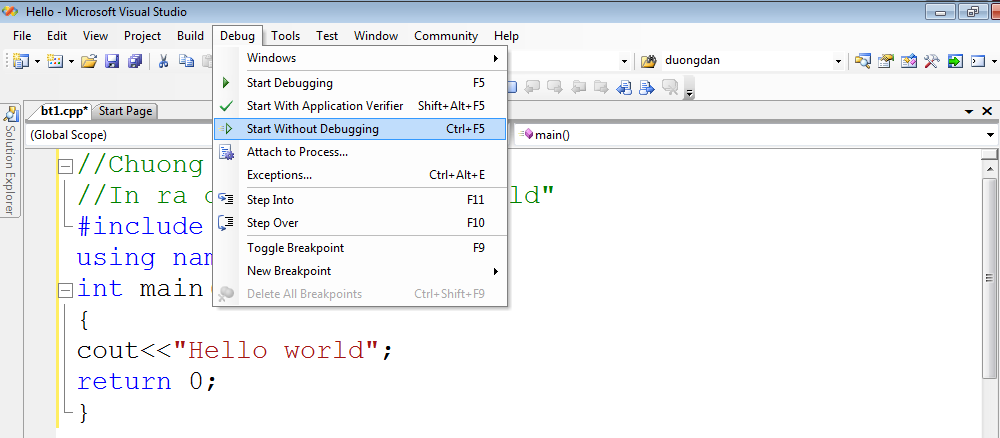 Hello - Microsoft Visual Studio
File Edit View Project Build Debug Tools Test Window Community Help
duongdan
Windows
Start Debugging F5
Start With Application Verifier Shift+Alt+F5
Start Without Debugging Ctrl+F5
Attach to Process...
Exceptions... Ctrl+Alt+E
Step Into F11
Step Over F10
Toggle Breakpoint F9
New Breakpoint
Delete All Breakpoints Ctrl+Shift+F9
Solution Explorer
bt1.cpp* Start Page
(Global Scope) main()
//Chuong
//In ra c ld"
#include
using nam
int main
{
cout<<"Hello world";
return 0;
}